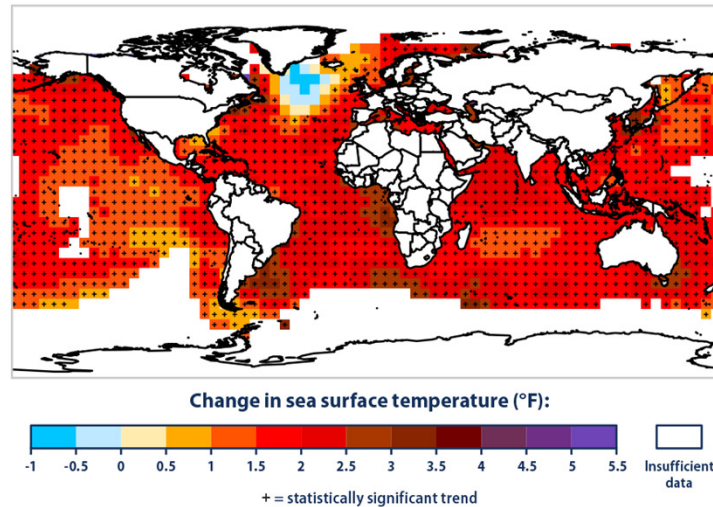 Change in sea surface temperature (°F):
-1 -0.5 0 0.5 1 1.5 2 2.5 3 3.5 4 4.5 5 5.5
Insufficient
data
+ = statistically significant trend